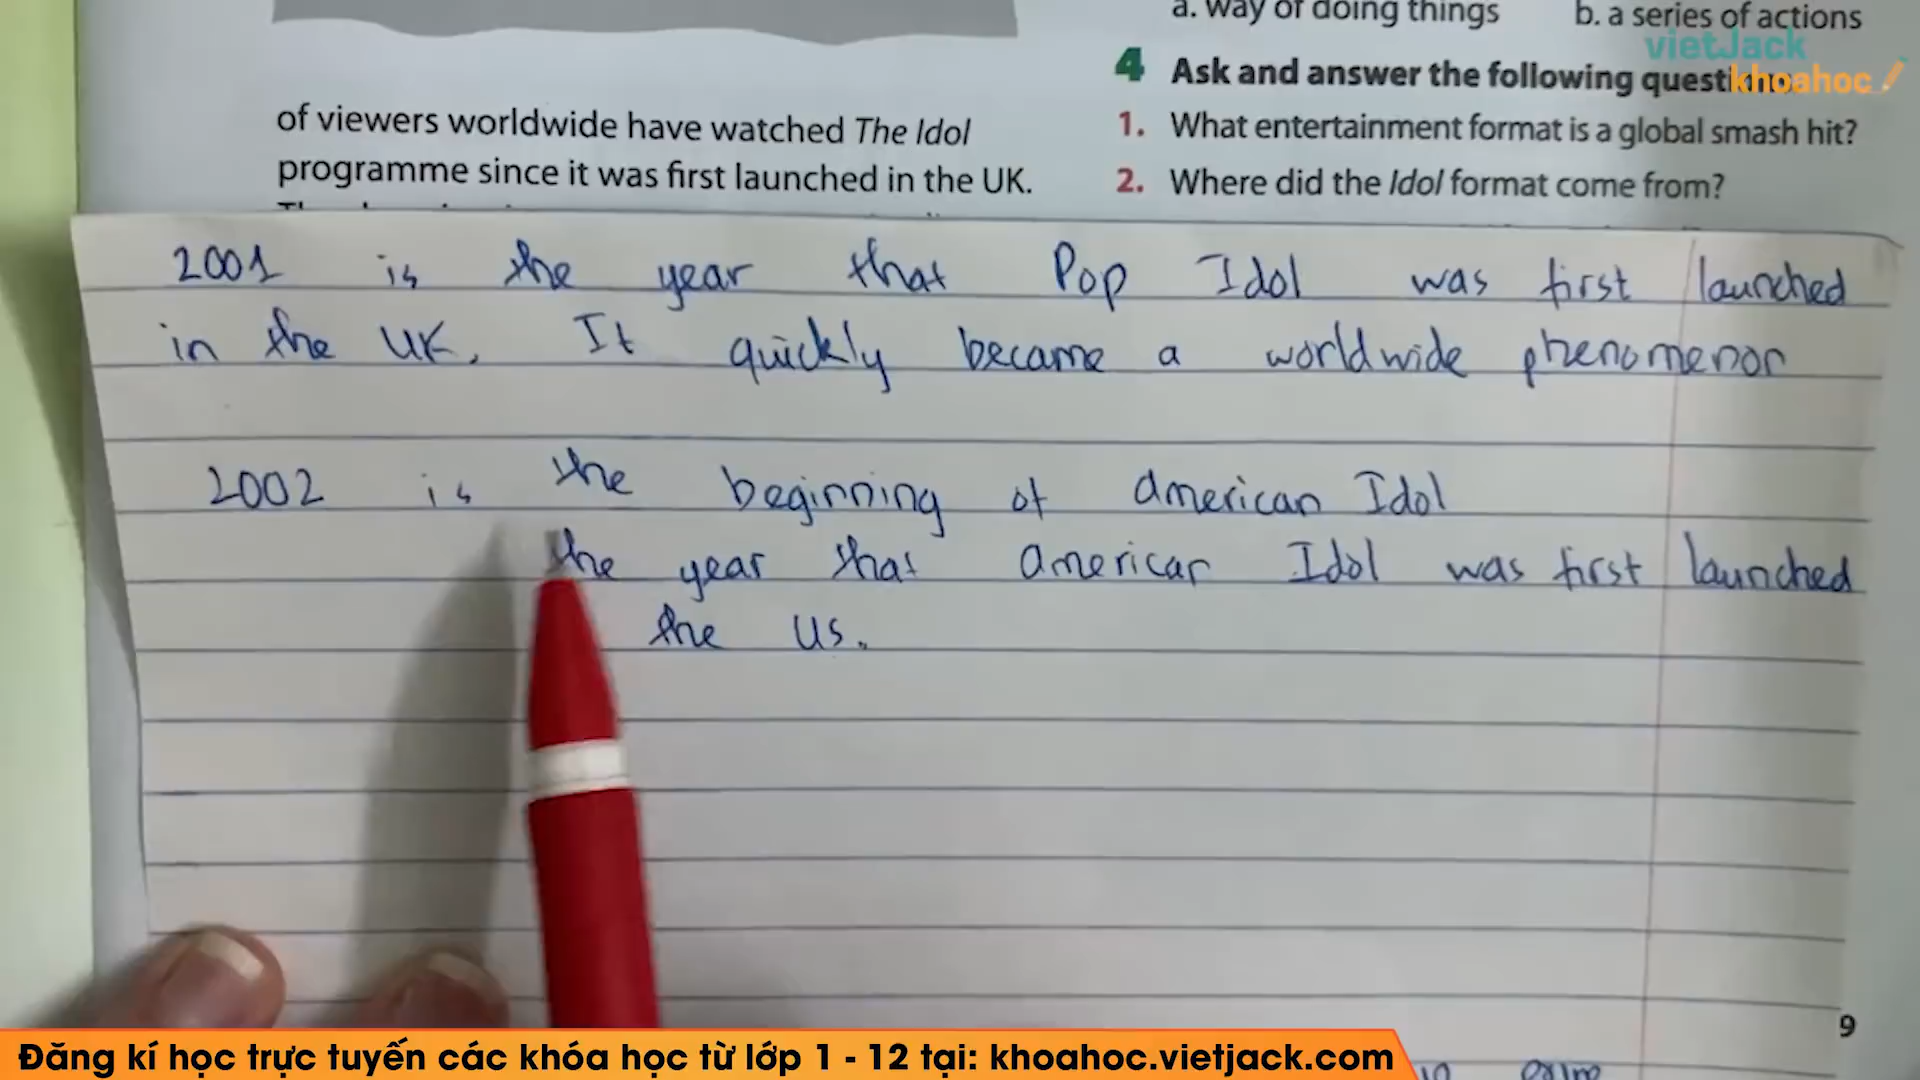 a. way of doing things b. a series of actions
vietJack
khoahoc
4 Ask and answer the following
1. What entertainment format is a global smash hit?
2. Where did the Idol format come from?
of viewers worldwide have watched The Idol
programme since it was first launched in the UK.
2001 is the year that Pop Idol was first launched
in the UK. It quickly became a worldwide phenomenon
2002 is the beginning of american Idol
the year that american Idol was first launched
the US.
9
Đăng kí học trực tuyến các khóa học từ lớp 1 - 12 tại: khoahoc.vietjack.com